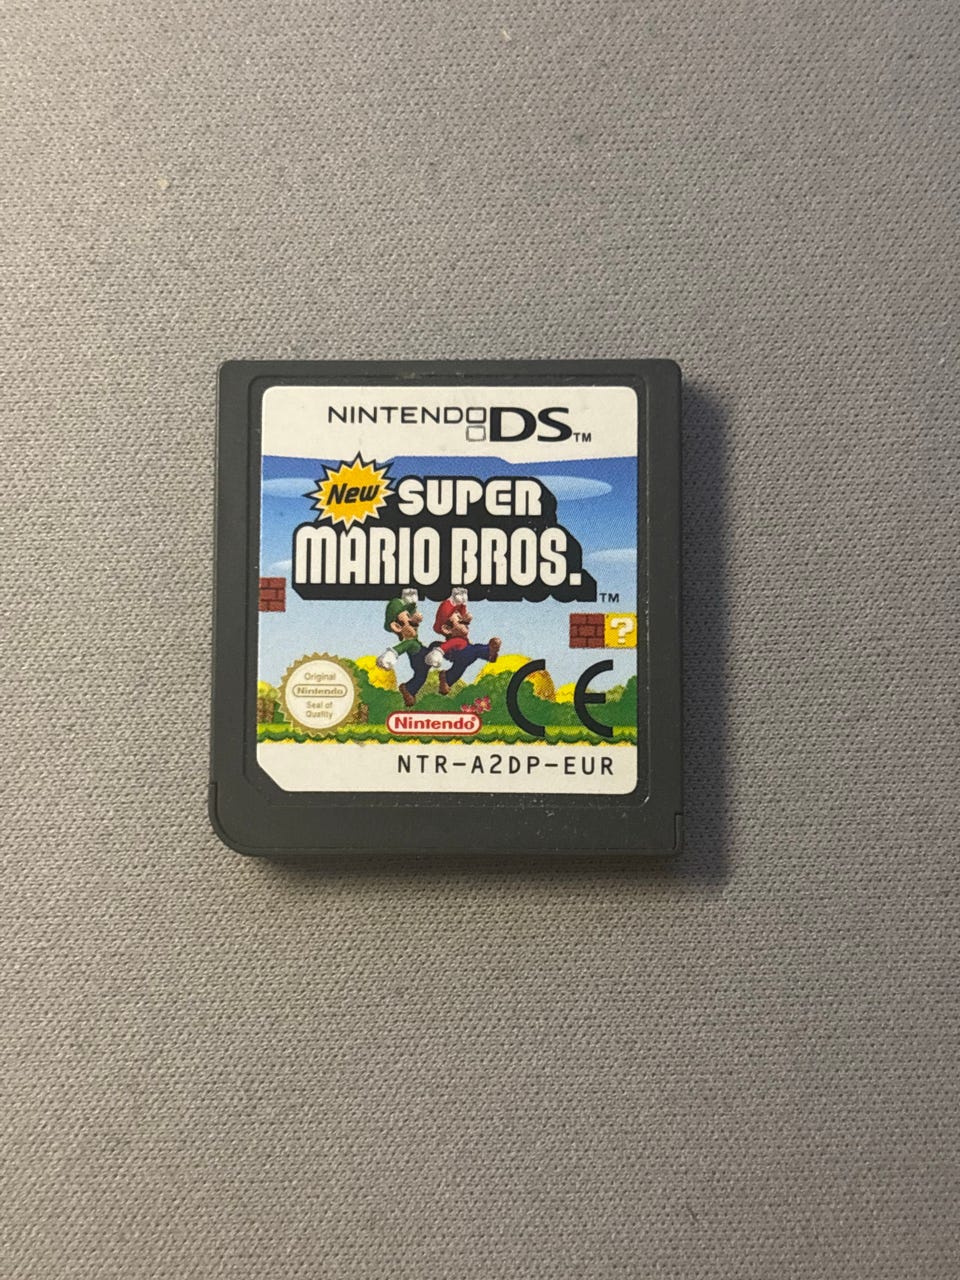 NINTENDO DS™
New SUPER
MARIO BROS.™
?
Original
Nintendo
Seal of
Quality
Nintendo®
CE
NTR-A2DP-EUR